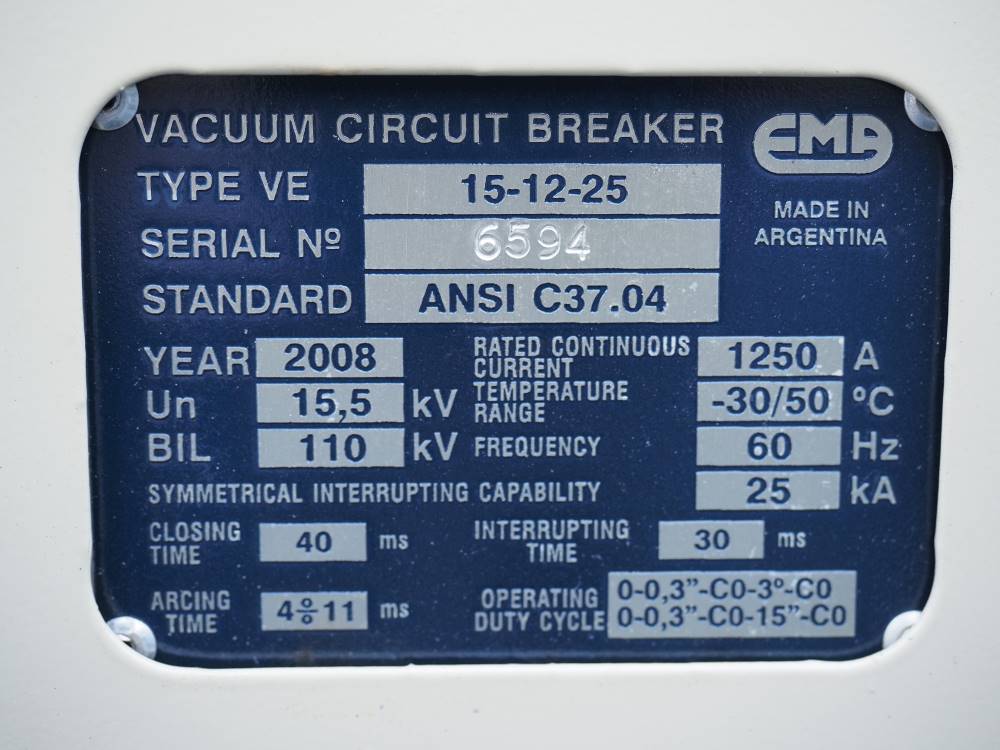 VACUUM CIRCUIT BREAKER
EMA
MADE IN
ARGENTINA
TYPE VE 15-12-25
SERIAL Nº 6594
STANDARD ANSI C37.04
YEAR 2008
RATED CONTINUOUS
CURRENT 1250 A
Un 15,5 kV
TEMPERATURE
RANGE -30/50 ºC
BIL 110 kV
FREQUENCY 60 Hz
SYMMETRICAL INTERRUPTING CAPABILITY 25 kA
CLOSING
TIME 40 ms
INTERRUPTING
TIME 30 ms
ARCING
TIME 4÷11 ms
OPERATING
DUTY CYCLE
0-0,3"-C0-3º-C0
0-0,3"-C0-15"-C0